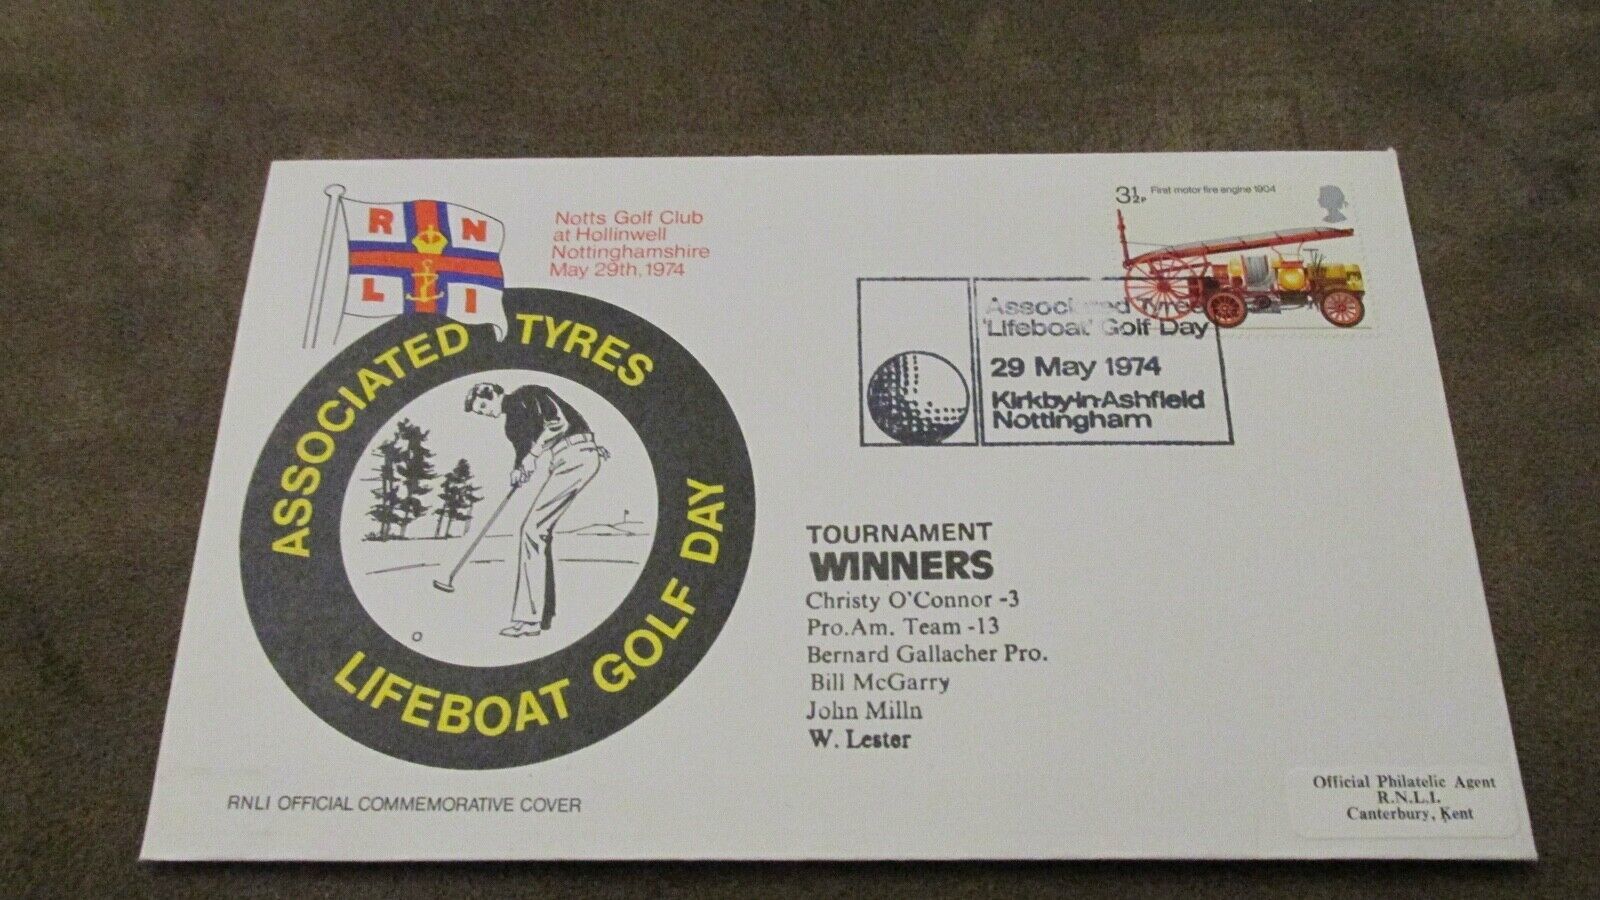 R N
L I
Notts Golf Club
at Hollinwell
Nottinghamshire
May 29th, 1974
ASSOCIATED TYRES
LIFEBOAT GOLF DAY
RNLI OFFICIAL COMMEMORATIVE COVER
3½P First motor fire engine 1904
Associated Tyres
'Lifeboat' Golf Day
29 May 1974
Kirkby-in-Ashfield
Nottingham
TOURNAMENT
WINNERS
Christy O'Connor -3
Pro.Am. Team -13
Bernard Gallacher Pro.
Bill McGarry
John Milln
W. Lester
Official Philatelic Agent
R.N.L.I.
Canterbury, Kent